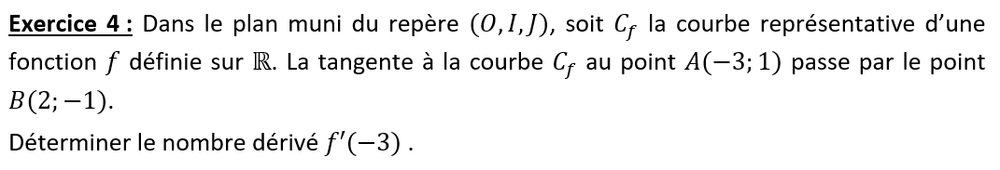 Exercice 4 : Dans le plan muni du repère (O, I, J), soit C_f la courbe représentative d’une
fonction f définie sur ℝ. La tangente à la courbe C_f au point A(−3; 1) passe par le point
B(2; −1).
Déterminer le nombre dérivé f′(−3) .